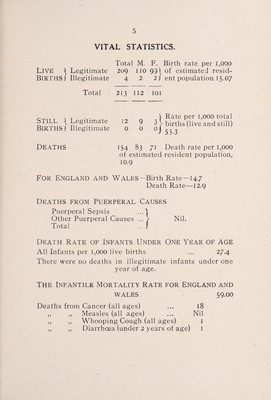 5
VITAL STATISTICS.
Total M. F. Birth rate per 1,000
LIVE } Legitimate 209 110 99 } of estimated resid-
BIRTHS } Illegitimate 4 2 2 } ent population 15.07
Total 213 112 101
STILL } Legitimate 12 9 3 } Rate per 1,000 total
BIRTHS } Illegitimate 0 0 0 } births (live and still)
53.3
DEATHS 154 83 71 Death rate per 1,000
of estimated resident population,
10.9
FOR ENGLAND AND WALES—Birth Rate—14.7
Death Rate—12.9
DEATHS FROM PUERPERAL CAUSES
Puerperal Sepsis ... }
Other Puerperal Causes ... } Nil.
Total ... }
DEATH RATE OF INFANTS UNDER ONE YEAR OF AGE
All Infants per 1,000 live births ... 27.4
There were no deaths in illegitimate infants under one
year of age.
THE INFANTILE MORTALITY RATE FOR ENGLAND AND
WALES 59.00
Deaths from Cancer (all ages) ... 18
„ „ Measles (all ages) ... Nil
„ „ Whooping Cough (all ages) 1
„ „ Diarrhœa (under 2 years of age) 1